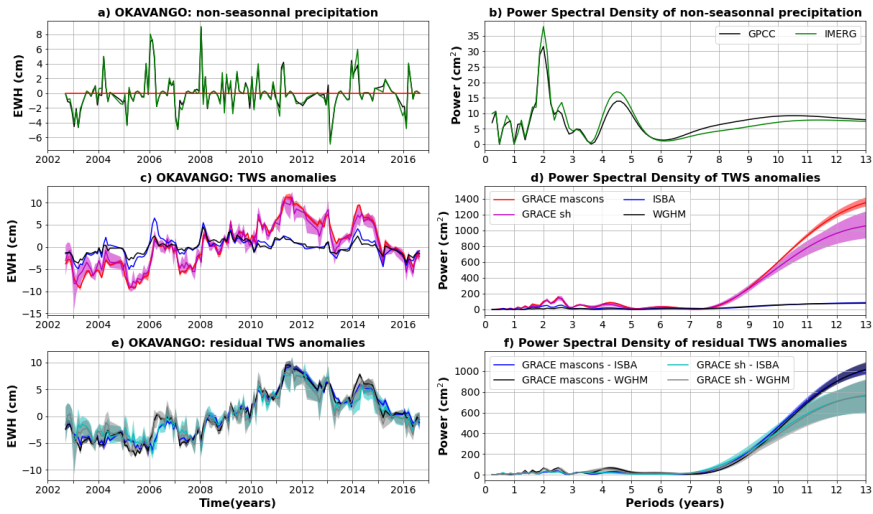 a) OKAVANGO: non-seasonnal precipitation
EWH (cm)
8
6
4
2
0
−2
−4
−6
2002 2004 2006 2008 2010 2012 2014 2016
b) Power Spectral Density of non-seasonnal precipitation
Power (cm²)
35
30
25
20
15
10
5
0
GPCC IMERG
0 1 2 3 4 5 6 7 8 9 10 11 12 13
c) OKAVANGO: TWS anomalies
EWH (cm)
10
5
0
−5
−10
−15
2002 2004 2006 2008 2010 2012 2014 2016
d) Power Spectral Density of TWS anomalies
Power (cm²)
1400
1200
1000
800
600
400
200
0
GRACE mascons ISBA
GRACE sh WGHM
0 1 2 3 4 5 6 7 8 9 10 11 12 13
e) OKAVANGO: residual TWS anomalies
EWH (cm)
10
5
0
−5
−10
2002 2004 2006 2008 2010 2012 2014 2016
Time(years)
f) Power Spectral Density of residual TWS anomalies
Power (cm²)
1000
800
600
400
200
0
GRACE mascons - ISBA GRACE sh - ISBA
GRACE mascons - WGHM GRACE sh - WGHM
0 1 2 3 4 5 6 7 8 9 10 11 12 13
Periods (years)